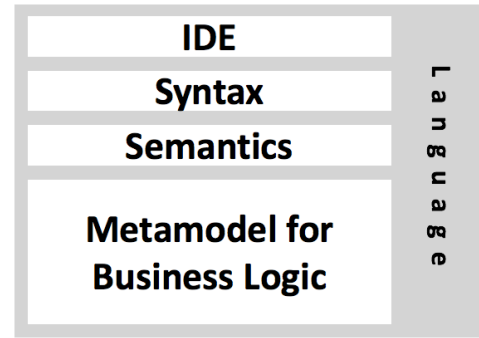 IDE
Syntax
Semantics
Metamodel for
Business Logic
Language